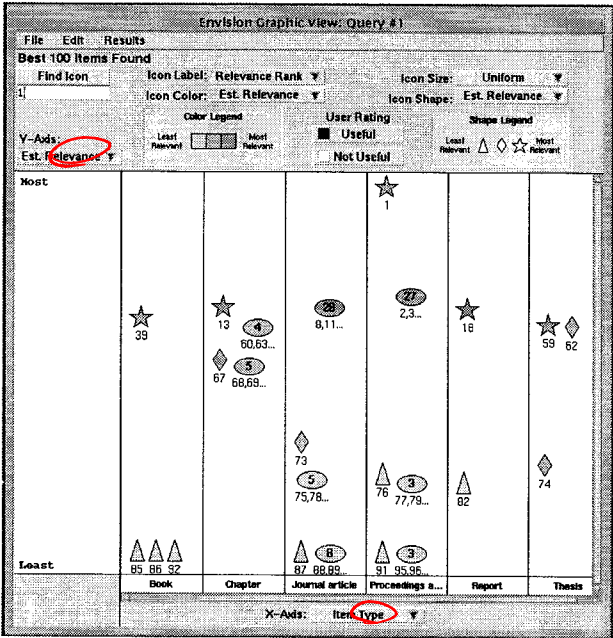 Envision Graphic View: Query #1
File Edit Results
Best 100 Items Found
Find Icon
Icon Label: Relevance Rank
Icon Size: Uniform
1
Icon Color: Est. Relevance
Icon Shape: Est. Relevance
Color Legend
User Rating
Shape Legend
Least Relevant
Most Relevant
Useful
Least Relevant
Most Relevant
Not Useful
Y-Axis:
Est. Relevance
Most
1
39
13
4
60,63...
28
8,11...
27
2,3...
18
59
62
67
5
68,69...
73
5
75,78...
76
3
77,79...
82
74
85 86 92
87
8
88,89...
91
3
95,96...
Least
Book
Chapter
Journal article
Proceedings a...
Report
Thesis
X-Axis: Item Type